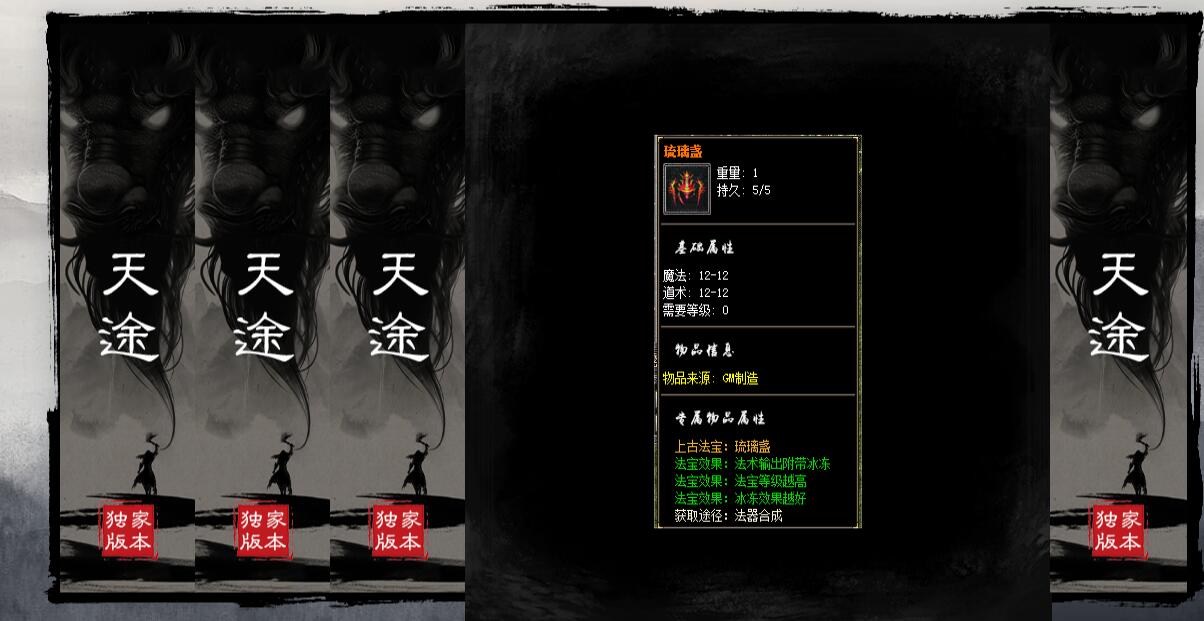 天途
独家
版本
天途
独家
版本
天途
独家
版本
琉璃盏
重量: 1
持久: 5/5
基础属性
魔法: 12-12
道术: 12-12
需要等级: 0
物品信息
物品来源: GM制造
专属物品属性
上古法宝: 琉璃盏
法宝效果: 法术输出附带冰冻
法宝效果: 法宝等级越高
法宝效果: 冰冻效果越好
获取途径: 法器合成
天途
独家
版本